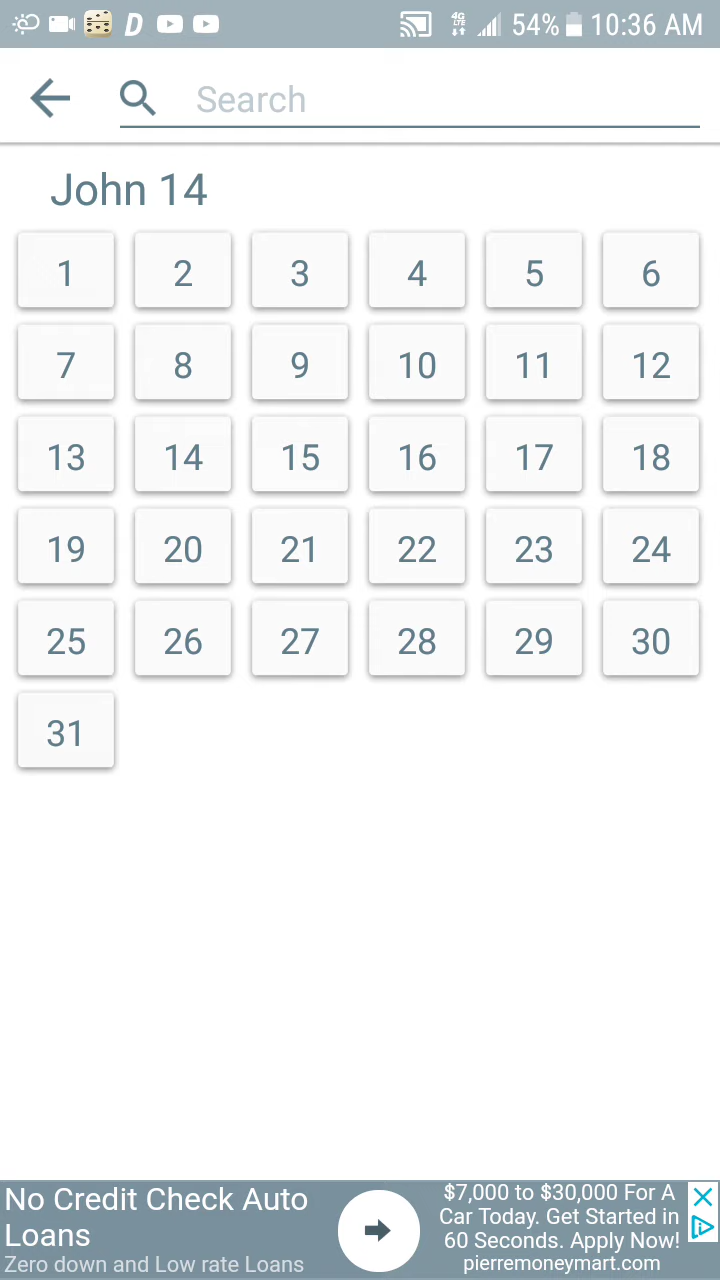 D 4G LTE 54% 10:36 AM
Search
John 14
1 2 3 4 5 6
7 8 9 10 11 12
13 14 15 16 17 18
19 20 21 22 23 24
25 26 27 28 29 30
31
No Credit Check Auto
Loans
Zero down and Low rate Loans
$7,000 to $30,000 For A
Car Today. Get Started in
60 Seconds. Apply Now!
pierremoneymart.com